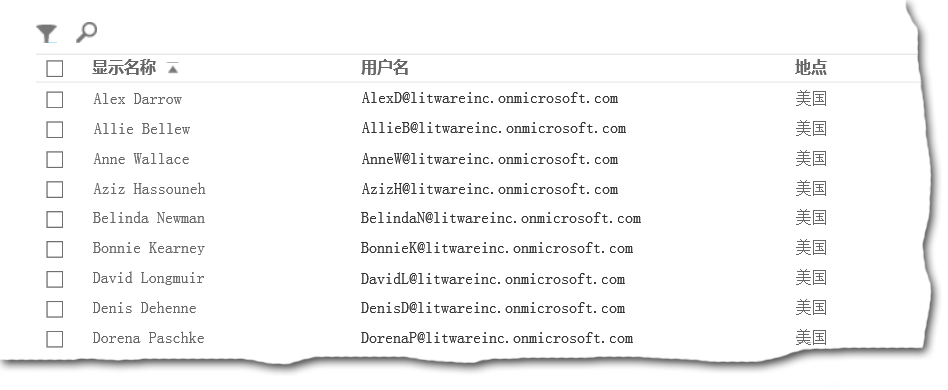 显示名称 用户名 地点
Alex Darrow AlexD@litwareinc.onmicrosoft.com 美国
Allie Bellew AllieB@litwareinc.onmicrosoft.com 美国
Anne Wallace AnneW@litwareinc.onmicrosoft.com 美国
Aziz Hassouneh AzizH@litwareinc.onmicrosoft.com 美国
Belinda Newman BelindaN@litwareinc.onmicrosoft.com 美国
Bonnie Kearney BonnieK@litwareinc.onmicrosoft.com 美国
David Longmuir DavidL@litwareinc.onmicrosoft.com 美国
Denis Dehenne DenisD@litwareinc.onmicrosoft.com 美国
Dorena Paschke DorenaP@litwareinc.onmicrosoft.com 美国